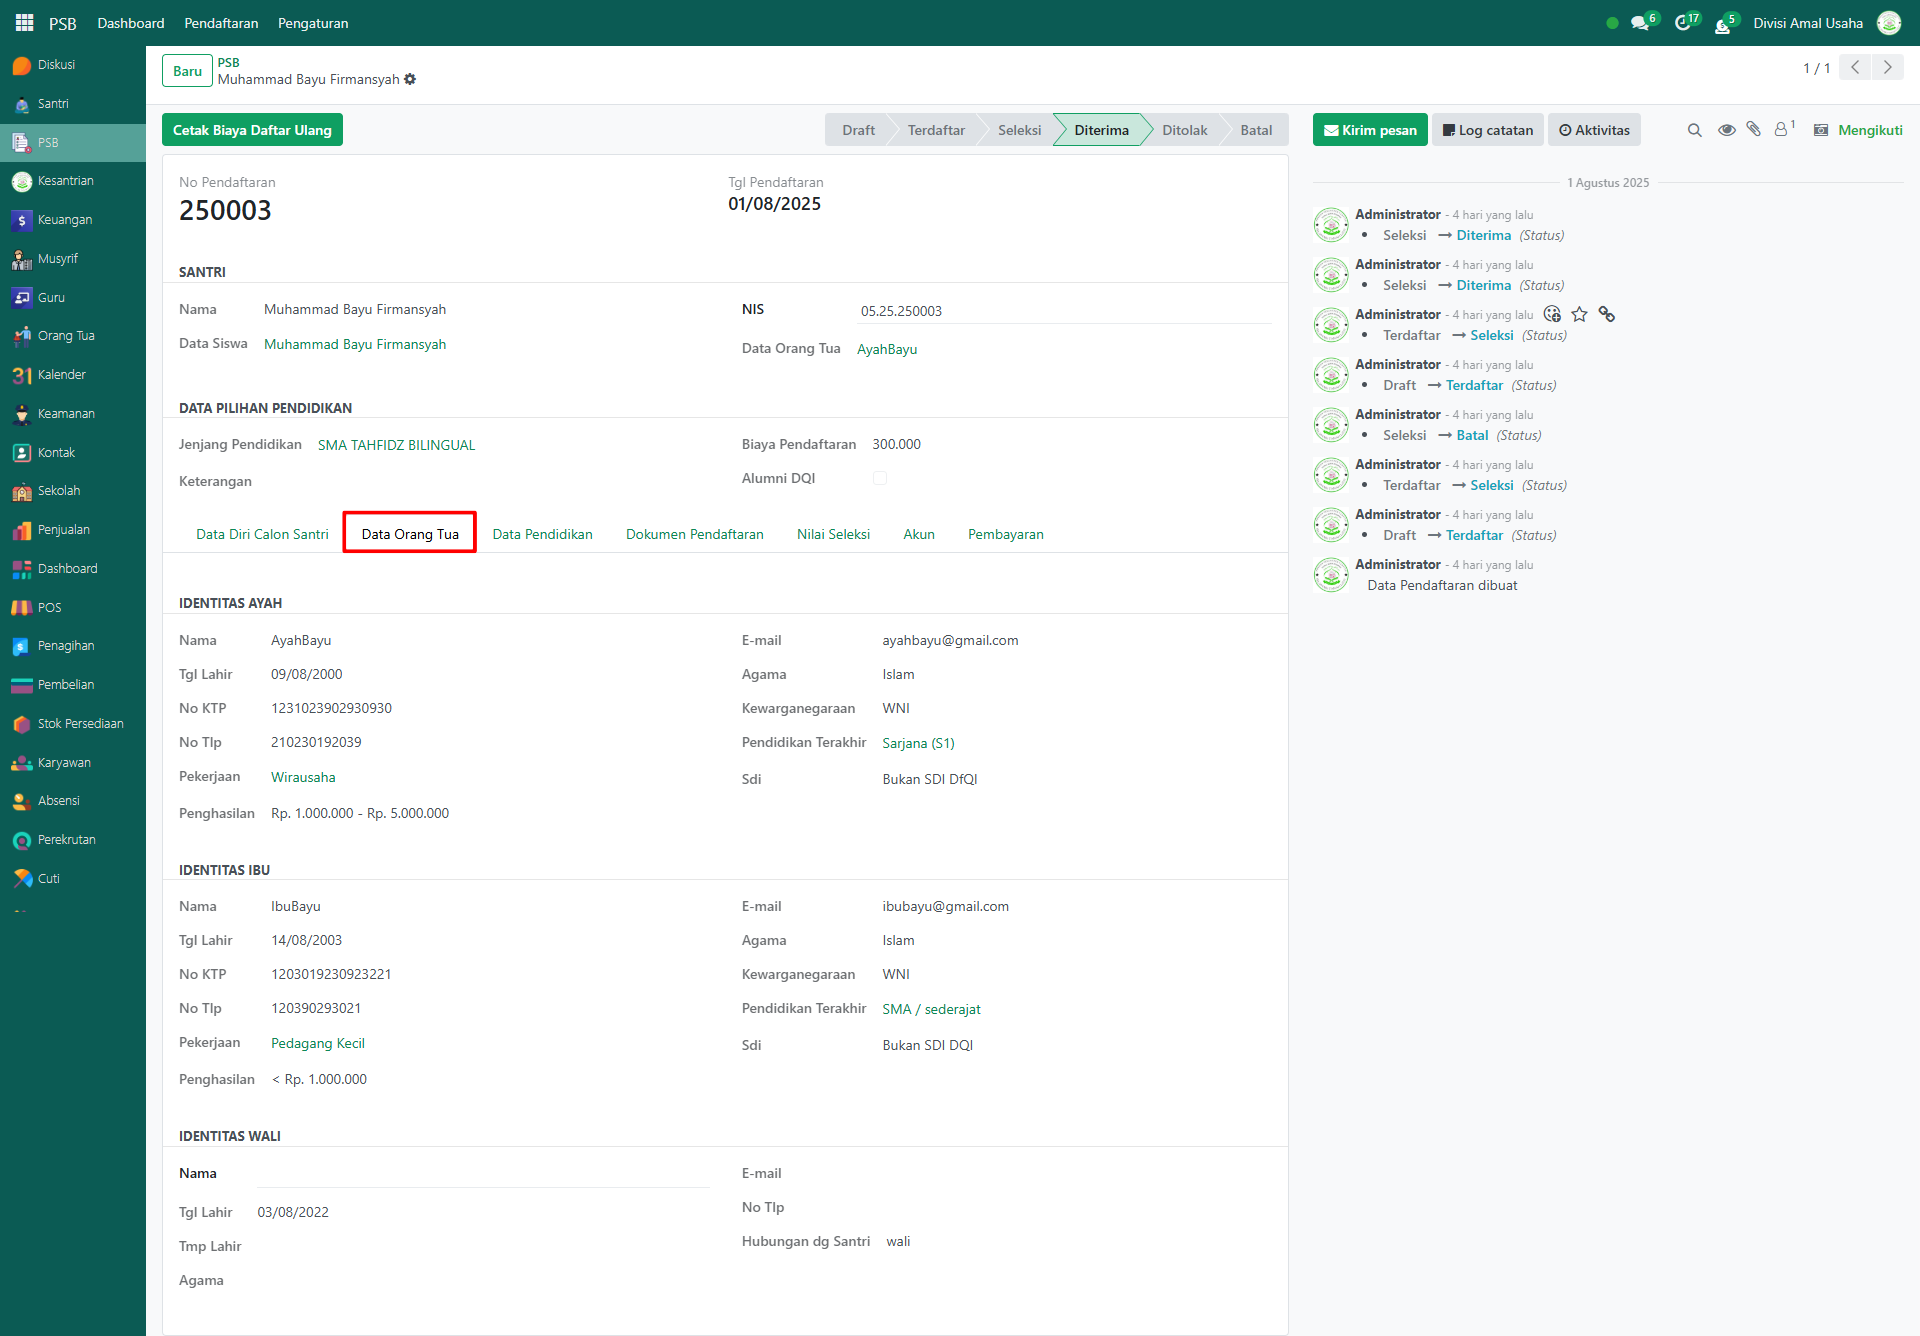 PSB Dashboard Pendaftaran Pengaturan 6 17 5 Divisi Amal Usaha
Diskusi
Santri
PSB
Kesantrian
Keuangan
Musyrif
Guru
Orang Tua
Kalender
Keamanan
Kontak
Sekolah
Penjualan
Dashboard
POS
Penagihan
Pembelian
Stok Persediaan
Karyawan
Absensi
Perekrutan
Cuti
Baru PSB
Muhammad Bayu Firmansyah
1 / 1
Cetak Biaya Daftar Ulang Draft Terdaftar Seleksi Diterima Ditolak Batal
Kirim pesan Log catatan Aktivitas 1 Mengikuti
No Pendaftaran Tgl Pendaftaran
250003 01/08/2025
SANTRI
Nama Muhammad Bayu Firmansyah NIS 05.25.250003
Data Siswa Muhammad Bayu Firmansyah Data Orang Tua AyahBayu
DATA PILIHAN PENDIDIKAN
Jenjang Pendidikan SMA TAHFIDZ BILINGUAL Biaya Pendaftaran 300.000
Keterangan Alumni DQI
Data Diri Calon Santri Data Orang Tua Data Pendidikan Dokumen Pendaftaran Nilai Seleksi Akun Pembayaran
IDENTITAS AYAH
Nama AyahBayu E-mail ayahbayu@gmail.com
Tgl Lahir 09/08/2000 Agama Islam
No KTP 1231023902930930 Kewarganegaraan WNI
No Tlp 210230192039 Pendidikan Terakhir Sarjana (S1)
Pekerjaan Wirausaha Sdi Bukan SDI DfQI
Penghasilan Rp. 1.000.000 - Rp. 5.000.000
IDENTITAS IBU
Nama IbuBayu E-mail ibubayu@gmail.com
Tgl Lahir 14/08/2003 Agama Islam
No KTP 1203019230923221 Kewarganegaraan WNI
No Tlp 120390293021 Pendidikan Terakhir SMA / sederajat
Pekerjaan Pedagang Kecil Sdi Bukan SDI DQI
Penghasilan < Rp. 1.000.000
IDENTITAS WALI
Nama E-mail
Tgl Lahir 03/08/2022 No Tlp
Tmp Lahir Hubungan dg Santri wali
Agama
1 Agustus 2025
Administrator - 4 hari yang lalu
• Seleksi → Diterima (Status)
Administrator - 4 hari yang lalu
• Seleksi → Diterima (Status)
Administrator - 4 hari yang lalu
• Terdaftar → Seleksi (Status)
Administrator - 4 hari yang lalu
• Draft → Terdaftar (Status)
Administrator - 4 hari yang lalu
• Seleksi → Batal (Status)
Administrator - 4 hari yang lalu
• Terdaftar → Seleksi (Status)
Administrator - 4 hari yang lalu
• Draft → Terdaftar (Status)
Administrator - 4 hari yang lalu
Data Pendaftaran dibuat